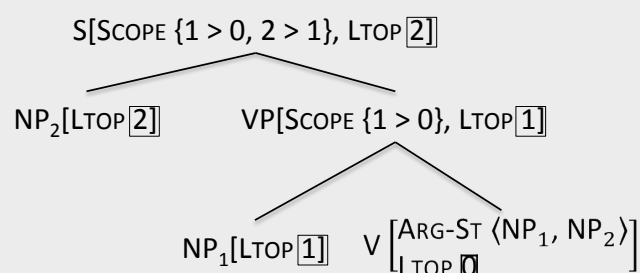 S[SCOPE {1 > 0, 2 > 1}, LTOP 2]
NP₂[LTOP 2] VP[SCOPE {1 > 0}, LTOP 1]
NP₁[LTOP 1] V [ARG-ST ⟨NP₁, NP₂⟩]
LTOP 0